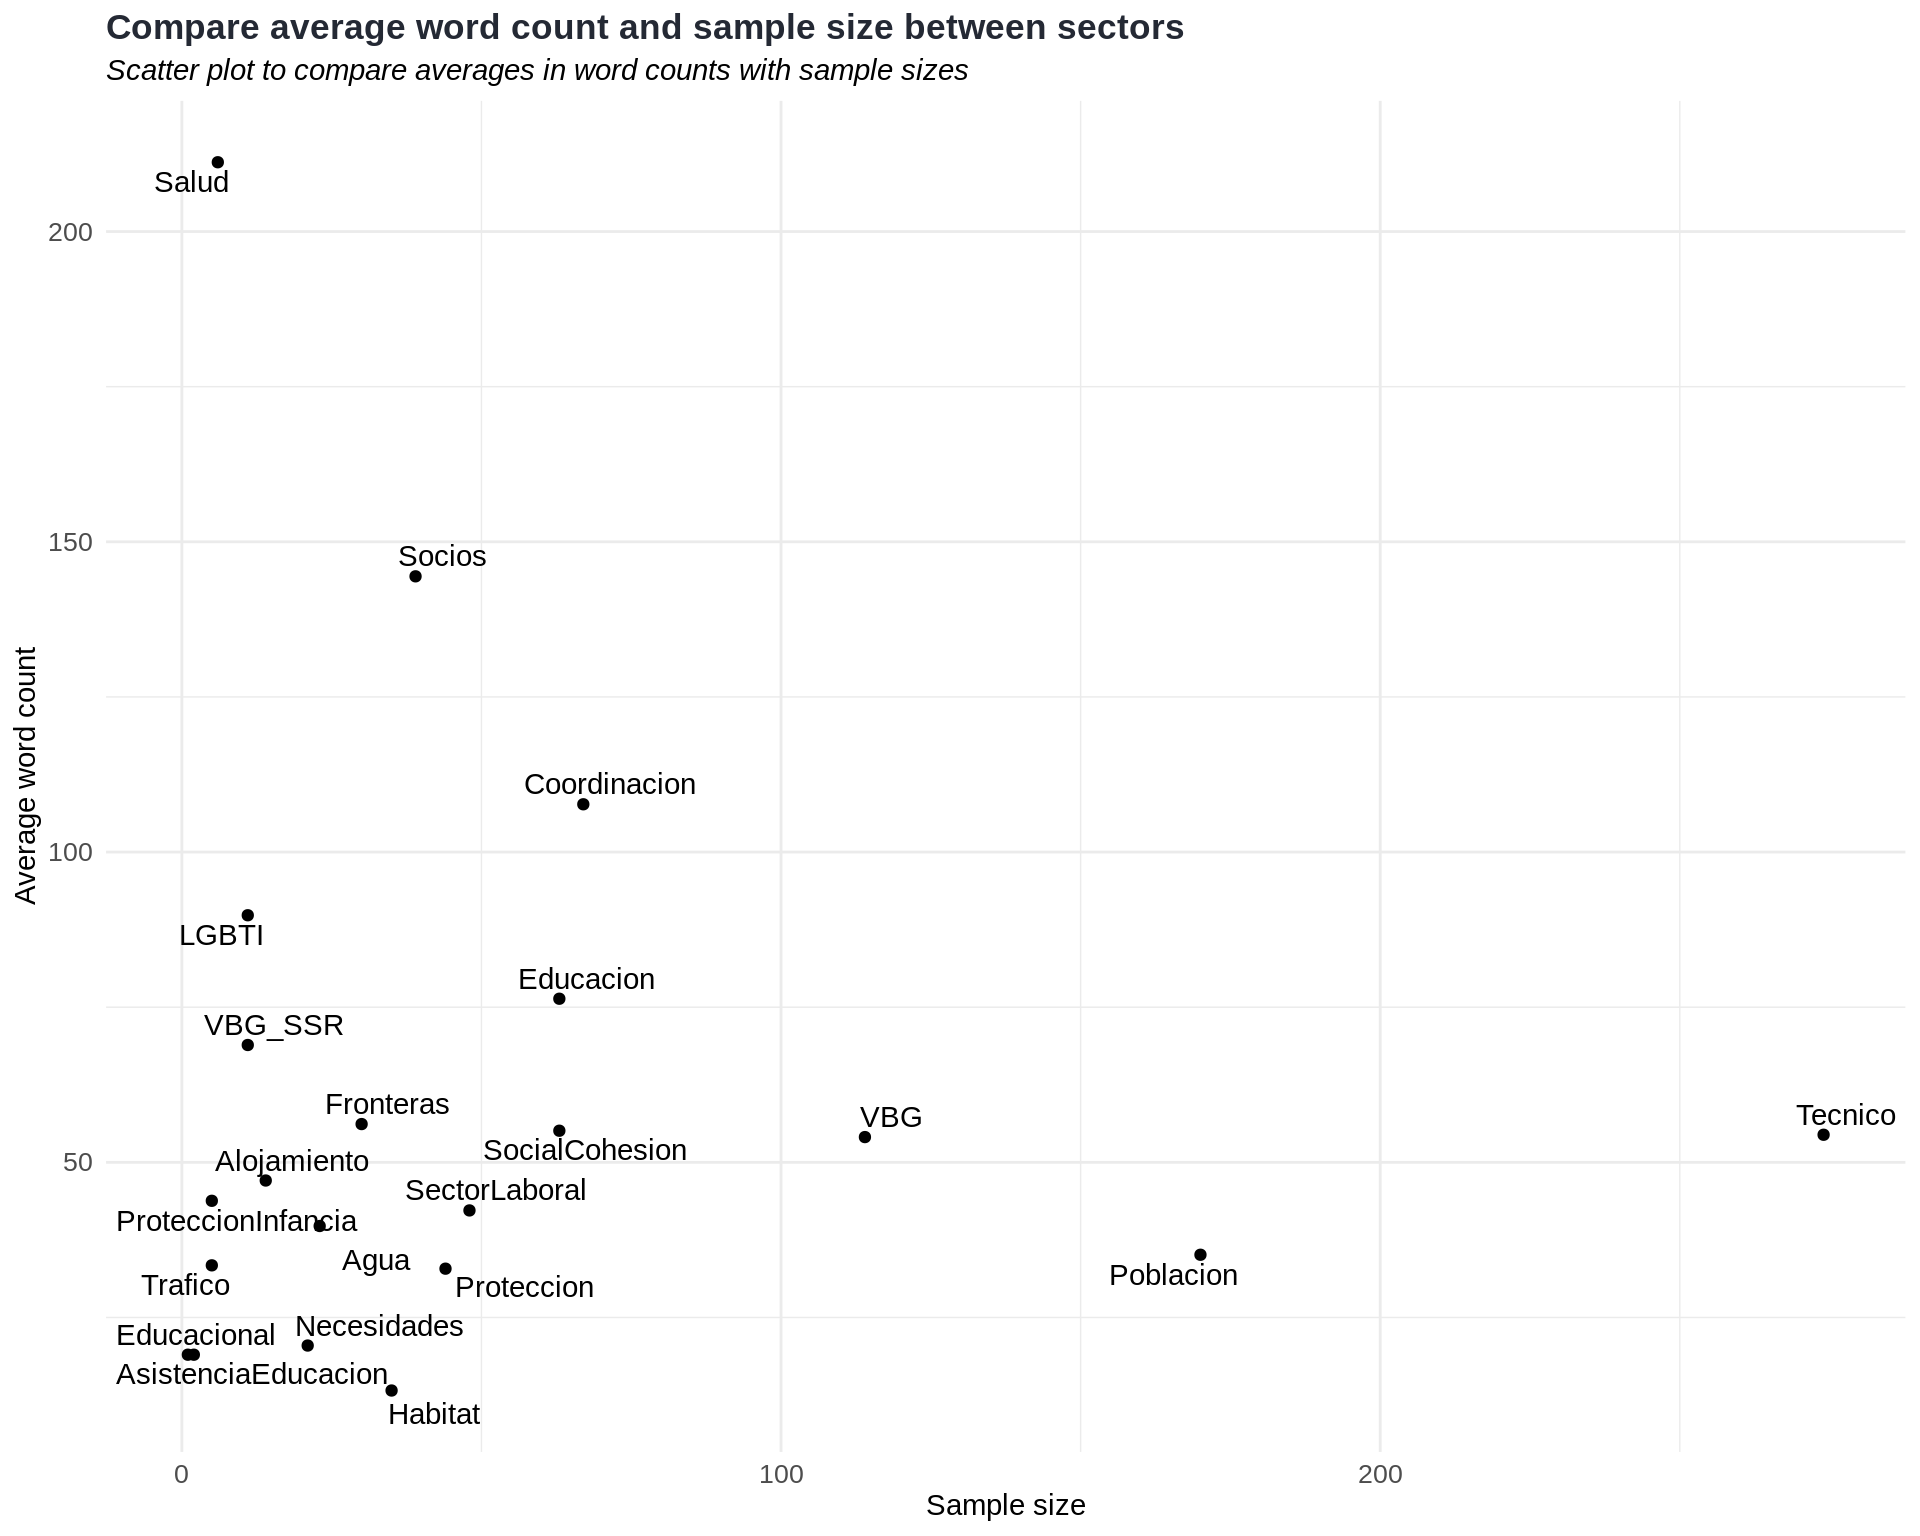 Compare average word count and sample size between sectors
Scatter plot to compare averages in word counts with sample sizes
Salud
200
150
Socios
Coordinacion
Average word count
100
LGBTI
Educacion
VBG_SSR
Fronteras
VBG
Tecnico
SocialCohesion
50
Alojamiento
SectorLaboral
ProteccionInfancia
Agua
Trafico
Proteccion
Poblacion
Necesidades
Educacional
AsistenciaEducacion
Habitat
0
100
200
Sample size